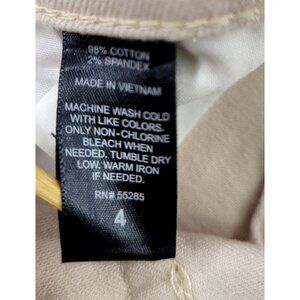 98% COTTON
2% SPANDEX
MADE IN VIETNAM
MACHINE WASH COLD
WITH LIKE COLORS.
ONLY NON-CHLORINE
BLEACH WHEN
NEEDED. TUMBLE DRY
LOW. WARM IRON
IF NEEDED.
RN# 55285
4